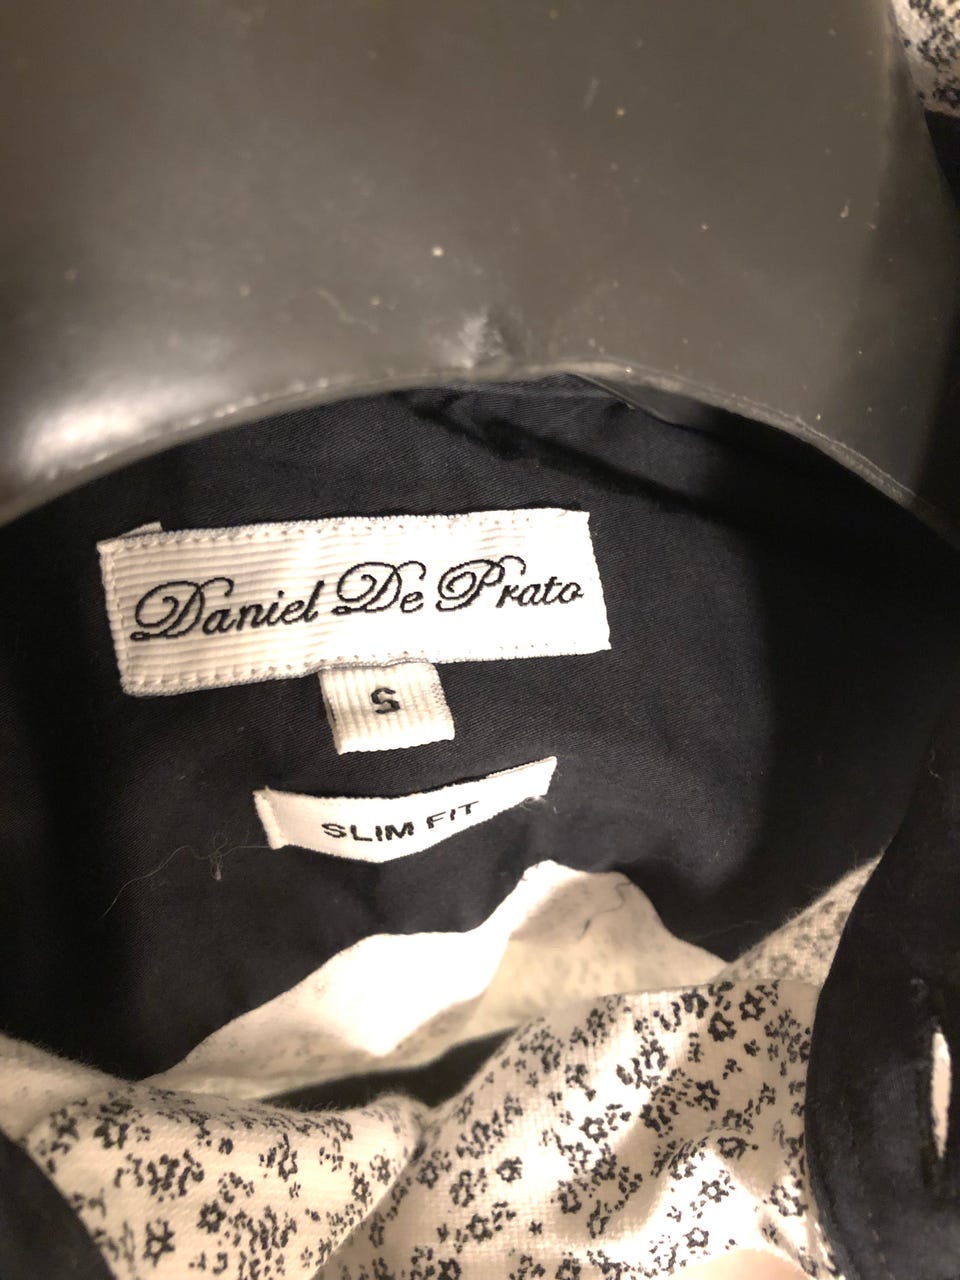 Daniel De Prato
S
SLIM FIT